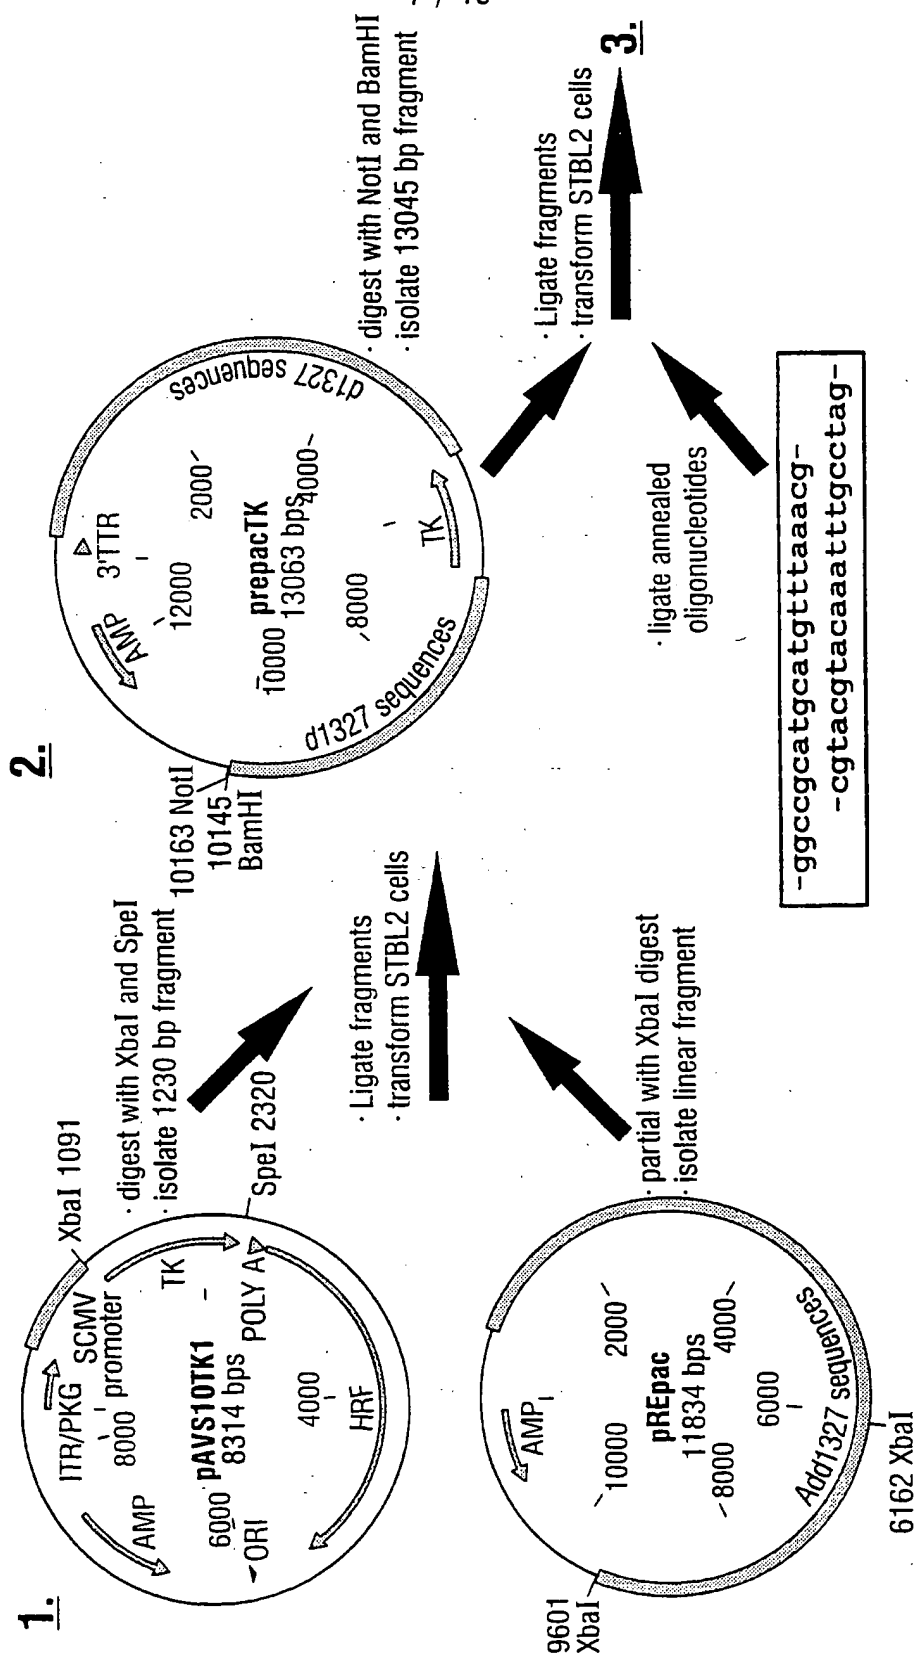 1.
ITR/PKG
SCMV
promoter
XbaI 1091
AMP
8000
TK
pAVS10TK1
8314 bps
6000
ORI
4000
POLY A
HRF
SpeI 2320
· digest with XbaI and SpeI
· isolate 1230 bp fragment
AMP
10000
2000
pREpac
11834 bps
8000
4000
6000
Add1327 sequences
9601
XbaI
6162 XbaI
· partial with XbaI digest
· isolate linear fragment
· Ligate fragments
· transform STBL2 cells
2.
10163 NotI
10145
BamHI
AMP
3'TTR
12000
2000
prepacTK
13063 bps
10000
4000
8000
TK
d1327 sequences
d1327 sequences
· digest with NotI and BamHI
· isolate 13045 bp fragment
· ligate annealed
oligonucleotides
-ggccgcatgcatgtttaaacg-
-cgtacgtacaaatttgcctag-
· Ligate fragments
· transform STBL2 cells
3.